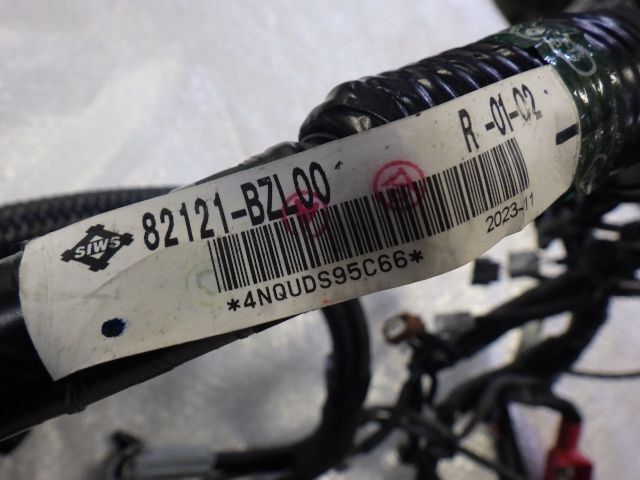 SIWS
82121-BZL00
R -01-02
2023-11
*4NQUDS95C66*